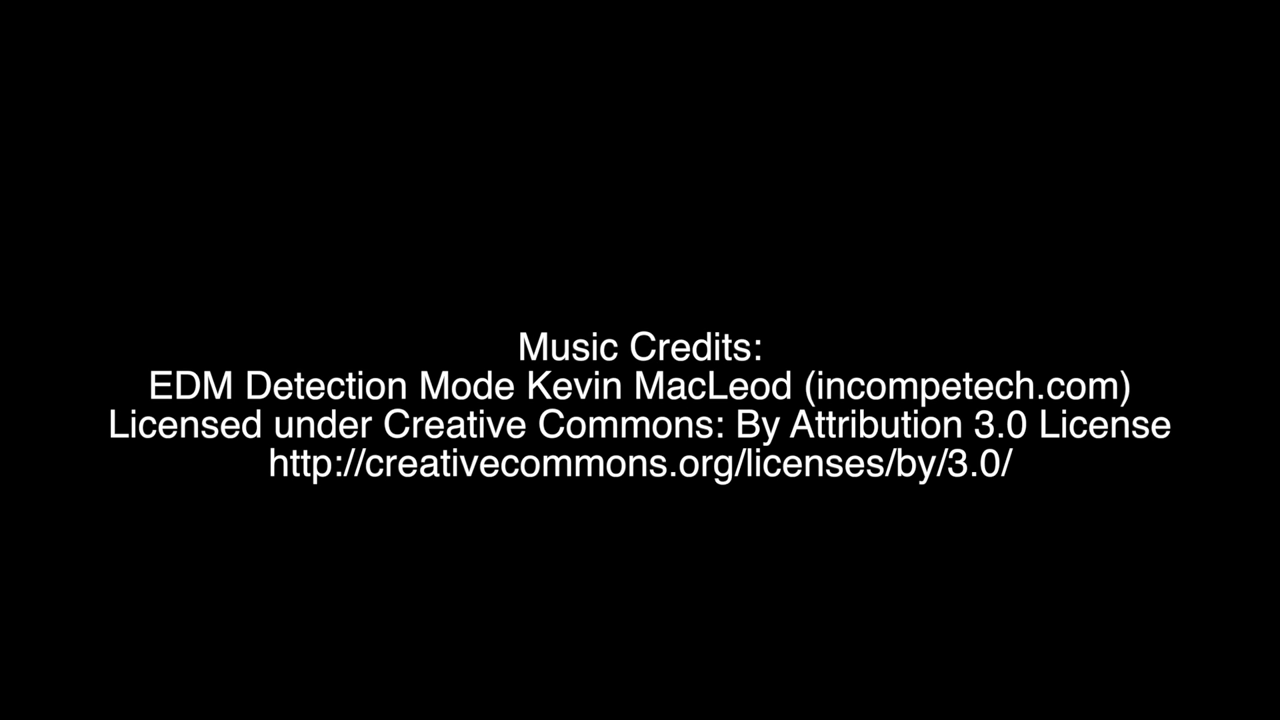 Music Credits:
EDM Detection Mode Kevin MacLeod (incompetech.com)
Licensed under Creative Commons: By Attribution 3.0 License
http://creativecommons.org/licenses/by/3.0/